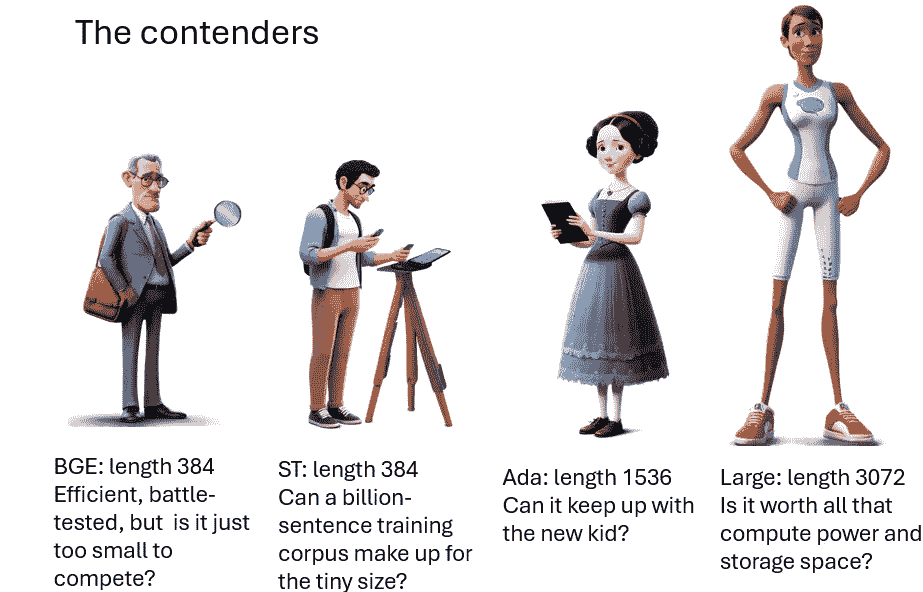 The contenders
BGE: length 384
Efficient, battle-
tested, but  is it just
too small to
compete?
ST: length 384
Can a billion-
sentence training
corpus make up for
the tiny size?
Ada: length 1536
Can it keep up with
the new kid?
Large: length 3072
Is it worth all that
compute power and
storage space?